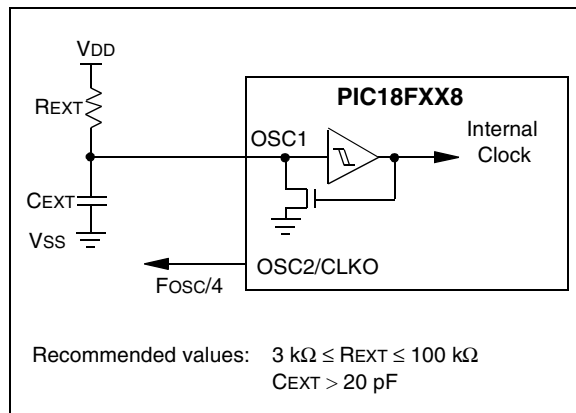 VDD
REXT
PIC18FXX8
OSC1
Internal
Clock
CEXT
VSS
OSC2/CLKO
FOSC/4
Recommended values: 3 kΩ ≤ REXT ≤ 100 kΩ
CEXT > 20 pF